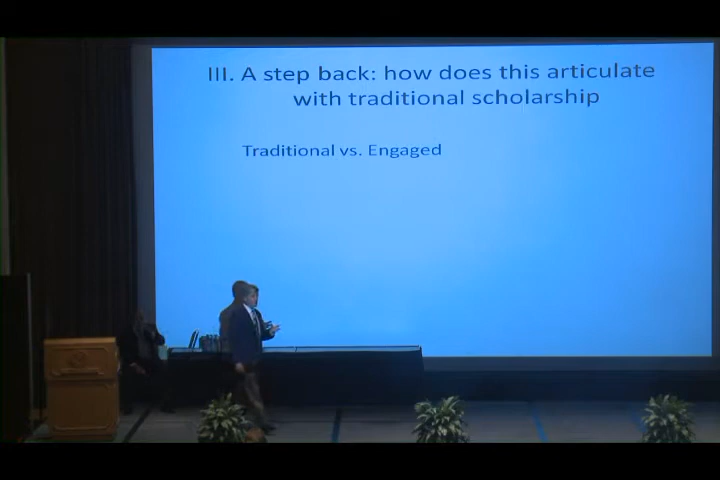 III. A step back: how does this articulate
with traditional scholarship
Traditional vs. Engaged